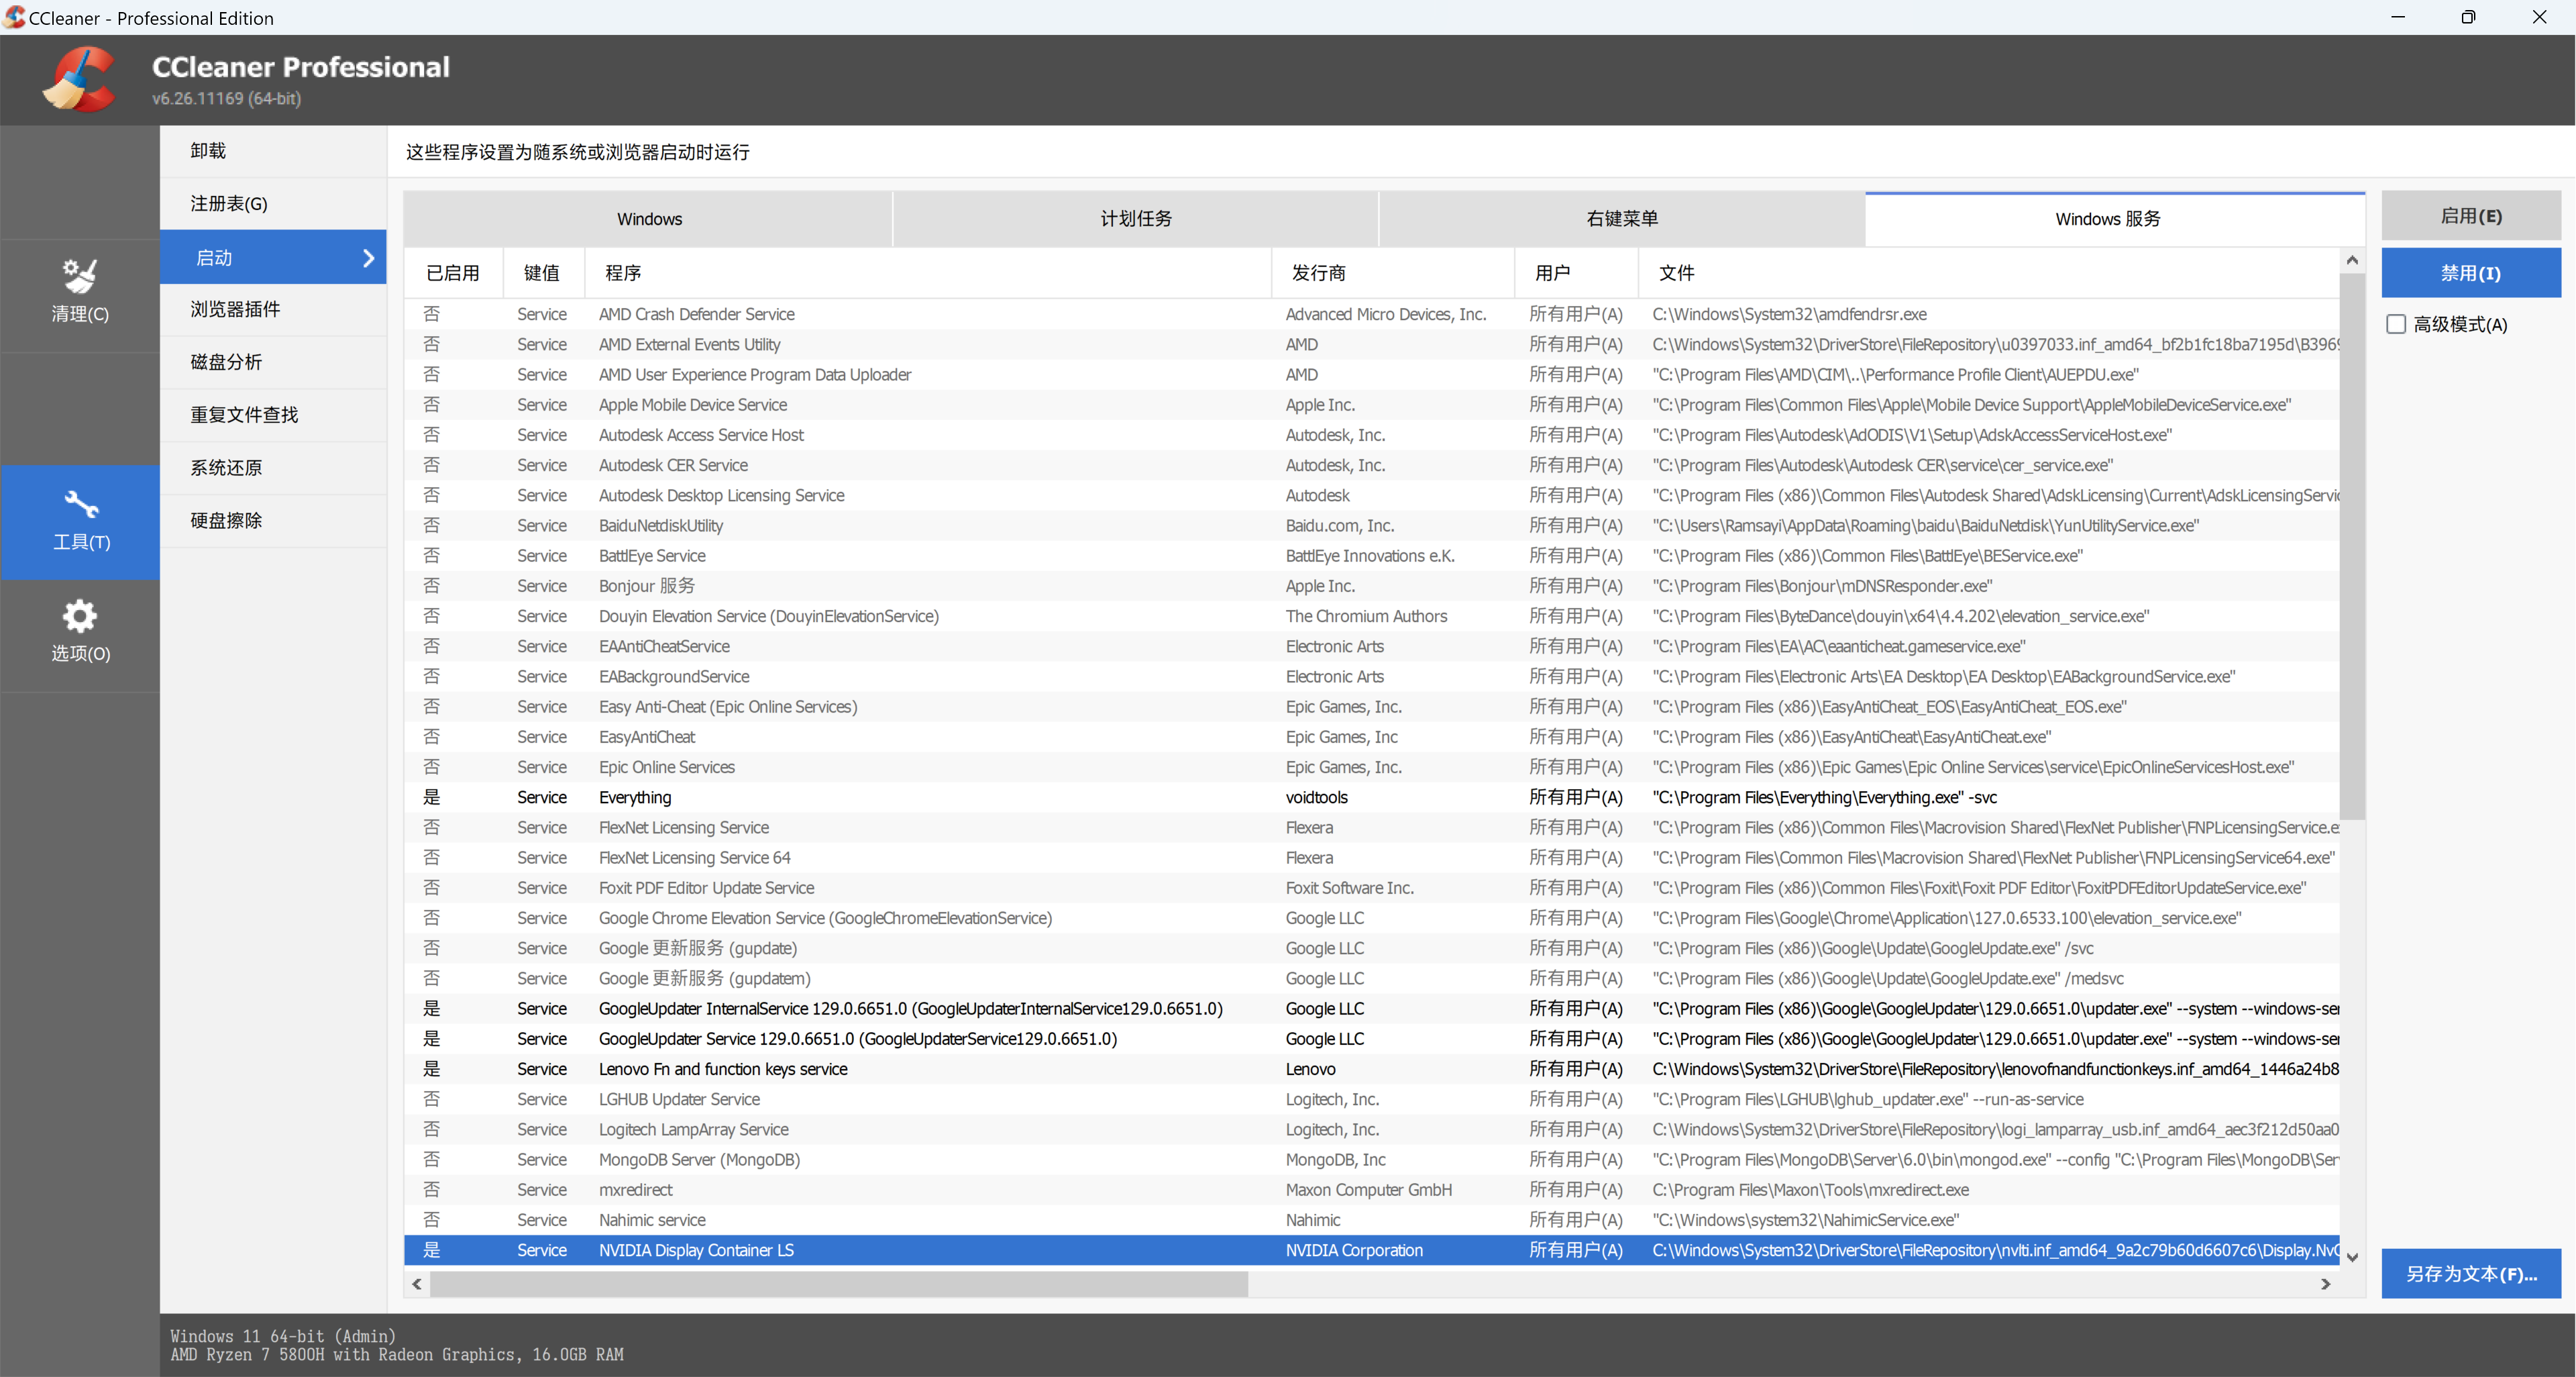 CCleaner - Professional Edition
CCleaner Professional
v6.26.11169 (64-bit)
清理(C)
工具(T)
选项(O)
卸载
注册表(G)
启动
浏览器插件
磁盘分析
重复文件查找
系统还原
硬盘擦除
这些程序设置为随系统或浏览器启动时运行
Windows 计划任务 右键菜单 Windows 服务
已启用 键值 程序 发行商 用户 文件
否 Service AMD Crash Defender Service Advanced Micro Devices, Inc. 所有用户(A) C:\Windows\System32\amdfendrsr.exe
否 Service AMD External Events Utility AMD 所有用户(A) C:\Windows\System32\DriverStore\FileRepository\u0397033.inf_amd64_bf2b1fc18ba7195d\B396
否 Service AMD User Experience Program Data Uploader AMD 所有用户(A) "C:\Program Files\AMD\CIM\..\Performance Profile Client\AUEPDU.exe"
否 Service Apple Mobile Device Service Apple Inc. 所有用户(A) "C:\Program Files\Common Files\Apple\Mobile Device Support\AppleMobileDeviceService.exe"
否 Service Autodesk Access Service Host Autodesk, Inc. 所有用户(A) "C:\Program Files\Autodesk\AdODIS\V1\Setup\AdskAccessServiceHost.exe"
否 Service Autodesk CER Service Autodesk, Inc. 所有用户(A) "C:\Program Files\Autodesk\Autodesk CER\service\cer_service.exe"
否 Service Autodesk Desktop Licensing Service Autodesk 所有用户(A) "C:\Program Files (x86)\Common Files\Autodesk Shared\AdskLicensing\Current\AdskLicensingServi
否 Service BaiduNetdiskUtility Baidu.com, Inc. 所有用户(A) "C:\Users\Ramsayi\AppData\Roaming\baidu\BaiduNetdisk\YunUtilityService.exe"
否 Service BattlEye Service BattlEye Innovations e.K. 所有用户(A) "C:\Program Files (x86)\Common Files\BattlEye\BEService.exe"
否 Service Bonjour 服务 Apple Inc. 所有用户(A) "C:\Program Files\Bonjour\mDNSResponder.exe"
否 Service Douyin Elevation Service (DouyinElevationService) The Chromium Authors 所有用户(A) "C:\Program Files\ByteDance\douyin\x64\4.4.202\elevation_service.exe"
否 Service EAAntiCheatService Electronic Arts 所有用户(A) "C:\Program Files\EA\AC\eaanticheat.gameservice.exe"
否 Service EABackgroundService Electronic Arts 所有用户(A) "C:\Program Files\Electronic Arts\EA Desktop\EA Desktop\EABackgroundService.exe"
否 Service Easy Anti-Cheat (Epic Online Services) Epic Games, Inc. 所有用户(A) "C:\Program Files (x86)\EasyAntiCheat_EOS\EasyAntiCheat_EOS.exe"
否 Service EasyAntiCheat Epic Games, Inc 所有用户(A) "C:\Program Files (x86)\EasyAntiCheat\EasyAntiCheat.exe"
否 Service Epic Online Services Epic Games, Inc. 所有用户(A) "C:\Program Files (x86)\Epic Games\Epic Online Services\service\EpicOnlineServicesHost.exe"
是 Service Everything voidtools 所有用户(A) "C:\Program Files\Everything\Everything.exe" -svc
否 Service FlexNet Licensing Service Flexera 所有用户(A) "C:\Program Files (x86)\Common Files\Macrovision Shared\FlexNet Publisher\FNPLicensingService.e
否 Service FlexNet Licensing Service 64 Flexera 所有用户(A) "C:\Program Files\Common Files\Macrovision Shared\FlexNet Publisher\FNPLicensingService64.exe"
否 Service Foxit PDF Editor Update Service Foxit Software Inc. 所有用户(A) "C:\Program Files (x86)\Common Files\Foxit\Foxit PDF Editor\FoxitPDFEditorUpdateService.exe"
否 Service Google Chrome Elevation Service (GoogleChromeElevationService) Google LLC 所有用户(A) "C:\Program Files\Google\Chrome\Application\127.0.6533.100\elevation_service.exe"
否 Service Google 更新服务 (gupdate) Google LLC 所有用户(A) "C:\Program Files (x86)\Google\Update\GoogleUpdate.exe" /svc
否 Service Google 更新服务 (gupdatem) Google LLC 所有用户(A) "C:\Program Files (x86)\Google\Update\GoogleUpdate.exe" /medsvc
是 Service GoogleUpdater InternalService 129.0.6651.0 (GoogleUpdaterInternalService129.0.6651.0) Google LLC 所有用户(A) "C:\Program Files (x86)\Google\GoogleUpdater\129.0.6651.0\updater.exe" --system --windows-ser
是 Service GoogleUpdater Service 129.0.6651.0 (GoogleUpdaterService129.0.6651.0) Google LLC 所有用户(A) "C:\Program Files (x86)\Google\GoogleUpdater\129.0.6651.0\updater.exe" --system --windows-ser
是 Service Lenovo Fn and function keys service Lenovo 所有用户(A) C:\Windows\System32\DriverStore\FileRepository\lenovofnandfunctionkeys.inf_amd64_1446a24b8
否 Service LGHUB Updater Service Logitech, Inc. 所有用户(A) "C:\Program Files\LGHUB\lghub_updater.exe" --run-as-service
否 Service Logitech LampArray Service Logitech, Inc. 所有用户(A) C:\Windows\System32\DriverStore\FileRepository\logi_lamparray_usb.inf_amd64_aec3f212d50aa0
否 Service MongoDB Server (MongoDB) MongoDB, Inc 所有用户(A) "C:\Program Files\MongoDB\Server\6.0\bin\mongod.exe" --config "C:\Program Files\MongoDB\Ser
否 Service mxredirect Maxon Computer GmbH 所有用户(A) C:\Program Files\Maxon\Tools\mxredirect.exe
否 Service Nahimic service Nahimic 所有用户(A) "C:\Windows\system32\NahimicService.exe"
是 Service NVIDIA Display Container LS NVIDIA Corporation 所有用户(A) C:\Windows\System32\DriverStore\FileRepository\nvlti.inf_amd64_9a2c79b60d6607c6\Display.Nv
启用(E)
禁用(I)
高级模式(A)
另存为文本(F)...
Windows 11 64-bit (Admin)
AMD Ryzen 7 5800H with Radeon Graphics, 16.0GB RAM